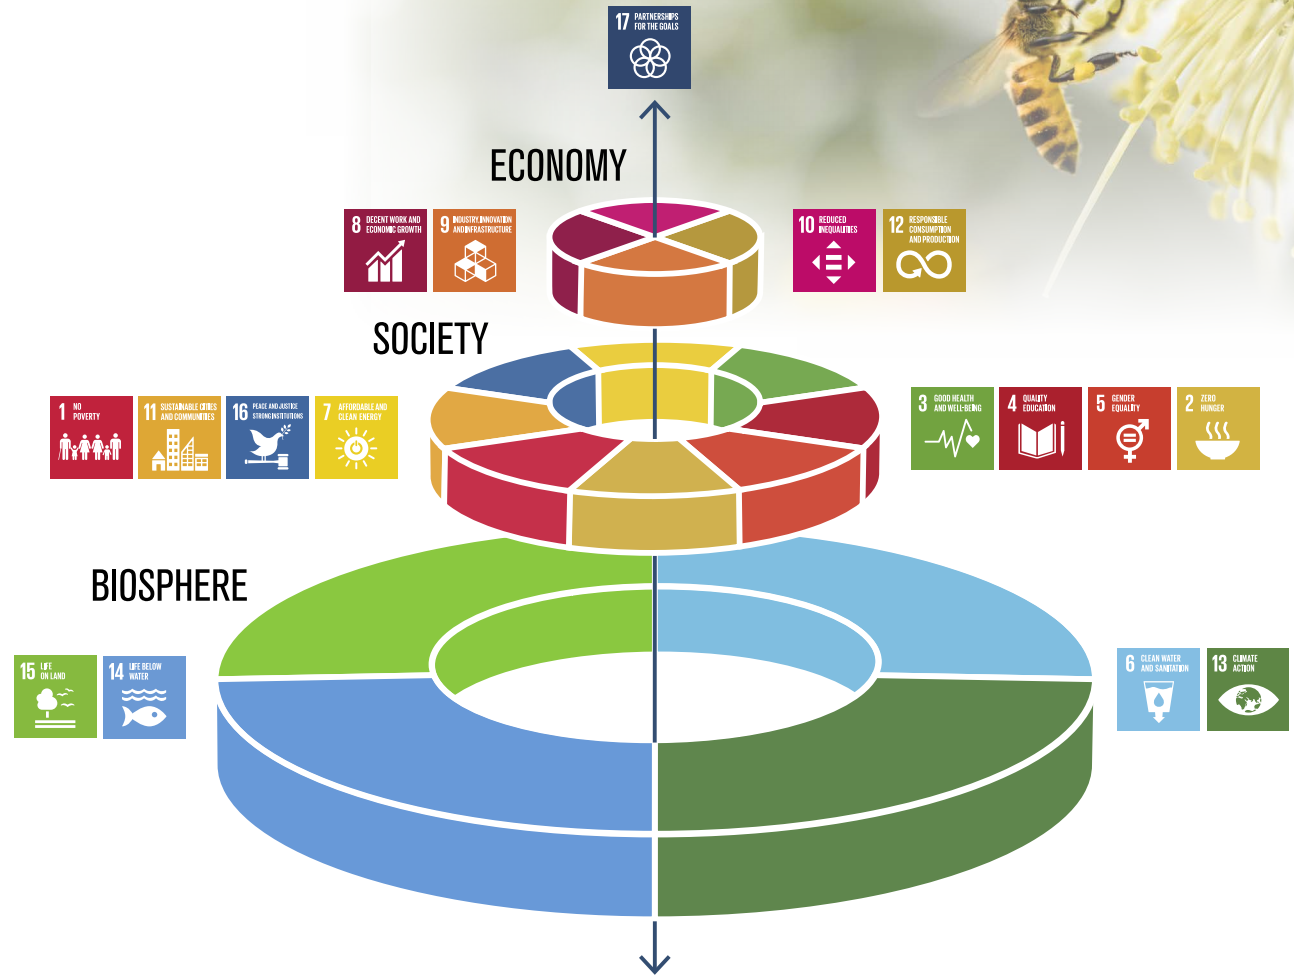 17 PARTNERSHIPS
FOR THE GOALS
ECONOMY
8 DECENT WORK AND
ECONOMIC GROWTH
9 INDUSTRY, INNOVATION
AND INFRASTRUCTURE
10 REDUCED
INEQUALITIES
12 RESPONSIBLE
CONSUMPTION
AND PRODUCTION
SOCIETY
1 NO
POVERTY
11 SUSTAINABLE CITIES
AND COMMUNITIES
16 PEACE AND JUSTICE
STRONG INSTITUTIONS
7 AFFORDABLE AND
CLEAN ENERGY
3 GOOD HEALTH
AND WELL-BEING
4 QUALITY
EDUCATION
5 GENDER
EQUALITY
2 ZERO
HUNGER
BIOSPHERE
15 LIFE
ON LAND
14 LIFE BELOW
WATER
6 CLEAN WATER
AND SANITATION
13 CLIMATE
ACTION